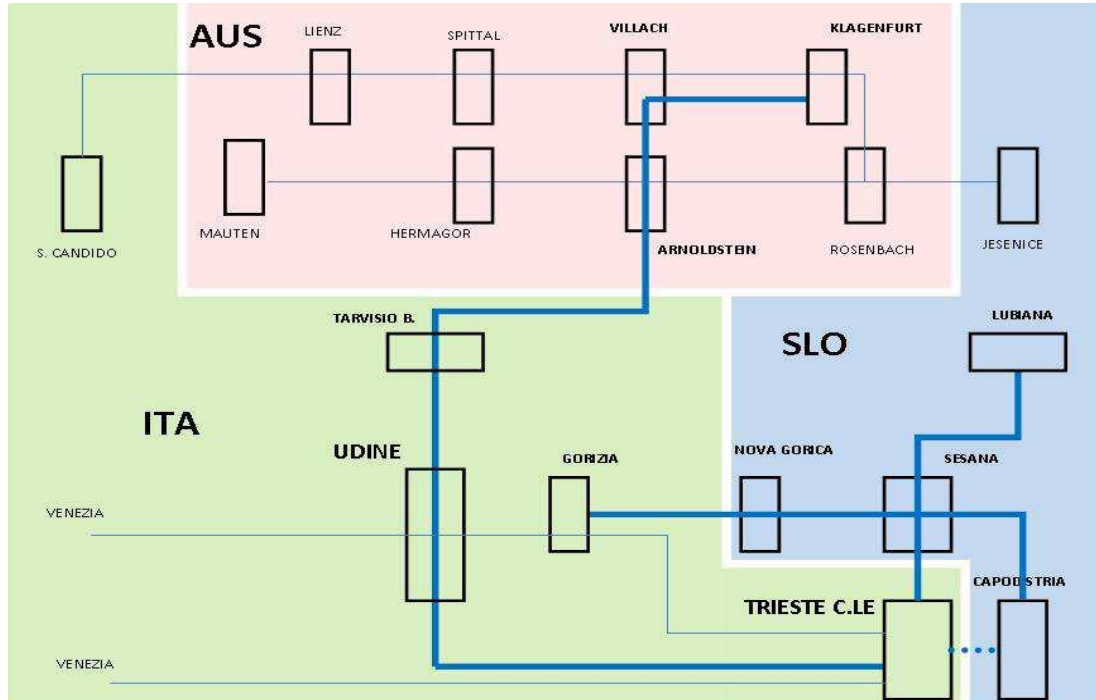 AUS
LIENZ
SPITTAL
VILLACH
KLAGENFURT
S. CANDIDO
MAUTEN
HERMAGOR
ARNOLDSTEIN
ROSENBACH
JESENICE
TARVISIO B.
LUBIANA
SLO
ITA
UDINE
GORIZIA
NOVA GORICA
SESANA
VENEZIA
CAPODISTRIA
TRIESTE C.LE
VENEZIA